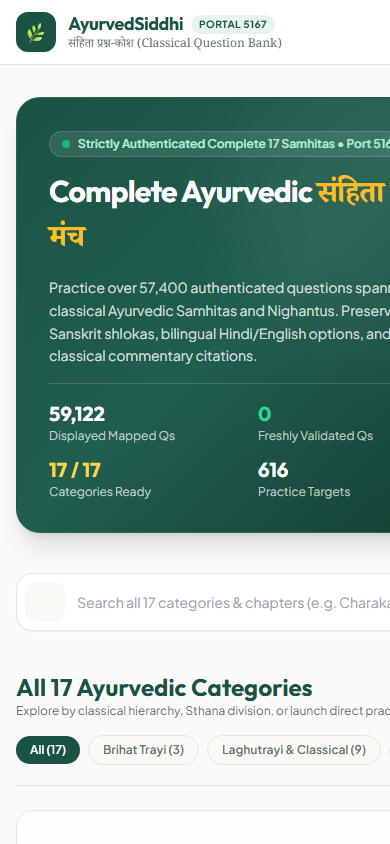 AyurvedSiddhi PORTAL 5167
संहिता प्रश्न-कोश (Classical Question Bank)
Strictly Authenticated Complete 17 Samhitas • Port 516
Complete Ayurvedic संहिता
मंच
Practice over 57,400 authenticated questions span
classical Ayurvedic Samhitas and Nighantus. Preser
Sanskrit shlokas, bilingual Hindi/English options, and
classical commentary citations.
59,122 0
Displayed Mapped Qs Freshly Validated Qs
17 / 17 616
Categories Ready Practice Targets
Search all 17 categories & chapters (e.g. Charak
All 17 Ayurvedic Categories
Explore by classical hierarchy, Sthana division, or launch direct prac
All (17) Brihat Trayi (3) Laghutrayi & Classical (9)